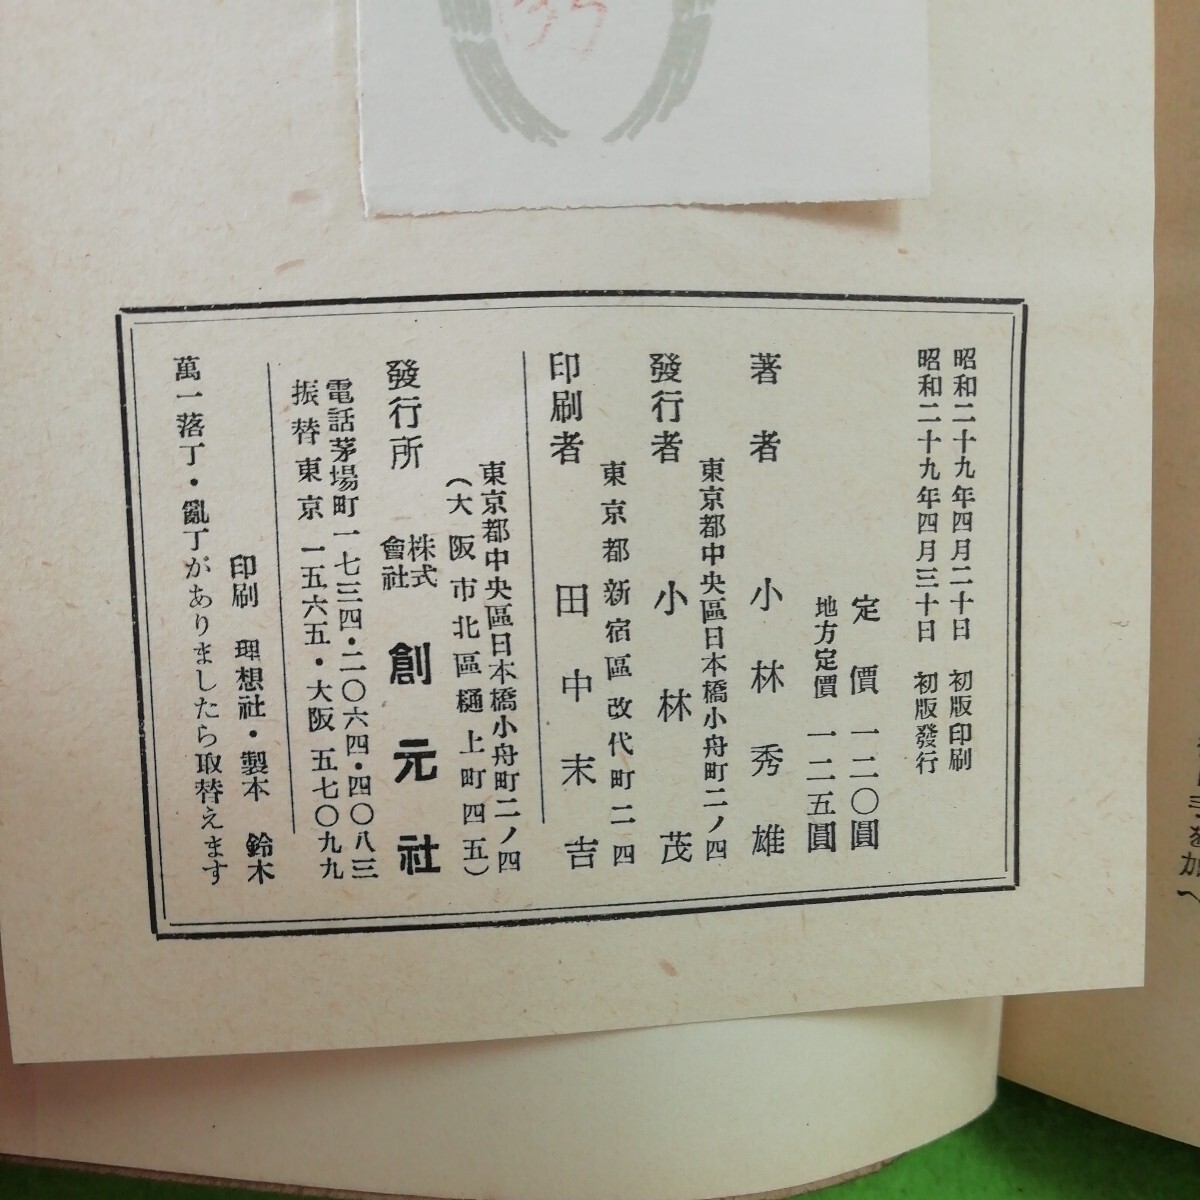 昭和二十九年四月二十日 初版印刷
昭和二十九年四月三十日 初版發行
定價 一二〇圓
地方定價 一二五圓
著者 小林秀雄
東京都中央區日本橋小舟町二ノ四
發行者 小林茂
東京都新宿區改代町二四
印刷者 田中末吉
東京都中央區日本橋小舟町二ノ四
(大阪市北區樋上町四五)
發行所 株式會社 創元社
電話茅場町一七三四・二〇六四・四〇八三
振替東京一五六五・大阪五七〇九九
印刷 理想社・製本 鈴木
萬一落丁・亂丁がありましたら取替えます